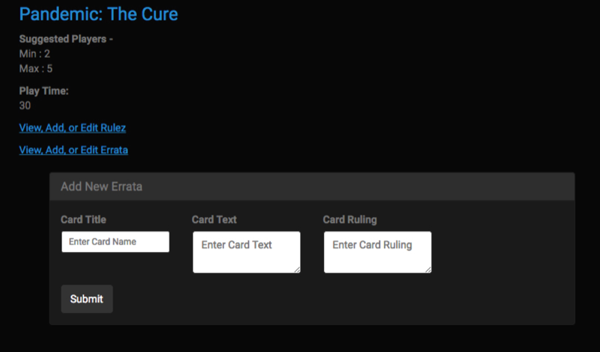 Pandemic: The Cure
Suggested Players -
Min : 2
Max : 5
Play Time:
30
View, Add, or Edit Rulez
View, Add, or Edit Errata
Add New Errata
Card Title Card Text Card Ruling
Enter Card Name Enter Card Text Enter Card Ruling
Submit